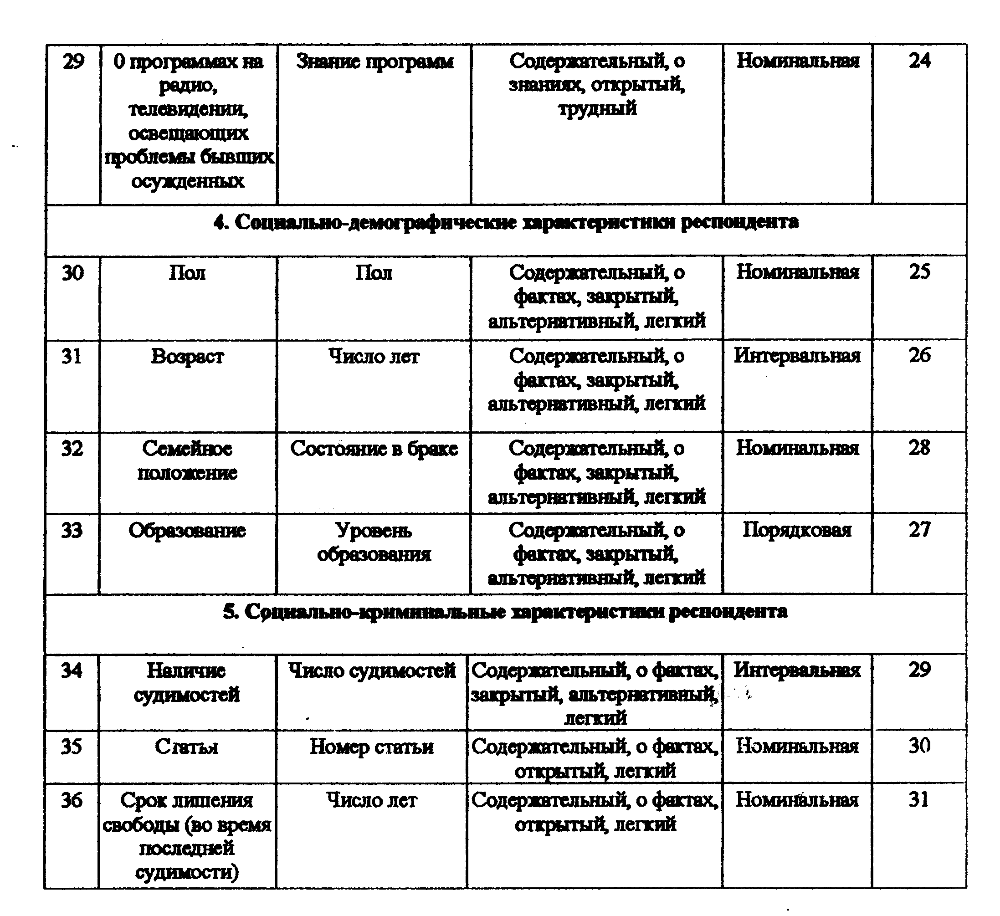 29
0 программах на
радио,
телевидении,
освещающих
проблемы бывших
осужденных
Знание программ
Содержательный, о
знаниях, открытый,
трудный
Номинальная
24
4. Социально-демографические характеристики респондента
30
Пол
Пол
Содержательный, о
фактах, закрытый,
альтернативный, легкий
Номинальная
25
31
Возраст
Число лет
Содержательный, о
фактах, закрытый,
альтернативный, легкий
Интервальная
26
32
Семейное
положение
Состояние в браке
Содержательный, о
фактах, закрытый,
альтернативный, легкий
Номинальная
28
33
Образование
Уровень
образования
Содержательный, о
фактах, закрытый,
альтернативный, легкий
Порядковая
27
5. Социально-криминальные характеристики респондента
34
Наличие
судимостей
Число судимостей
Содержательный, о фактах,
закрытый, альтернативный,
легкий
Интервальная
29
35
Статья
Номер статьи
Содержательный, о фактах,
открытый, легкий
Номинальная
30
36
Срок лишения
свободы (во время
последней
судимости)
Число лет
Содержательный, о фактах,
открытый, легкий
Номинальная
31